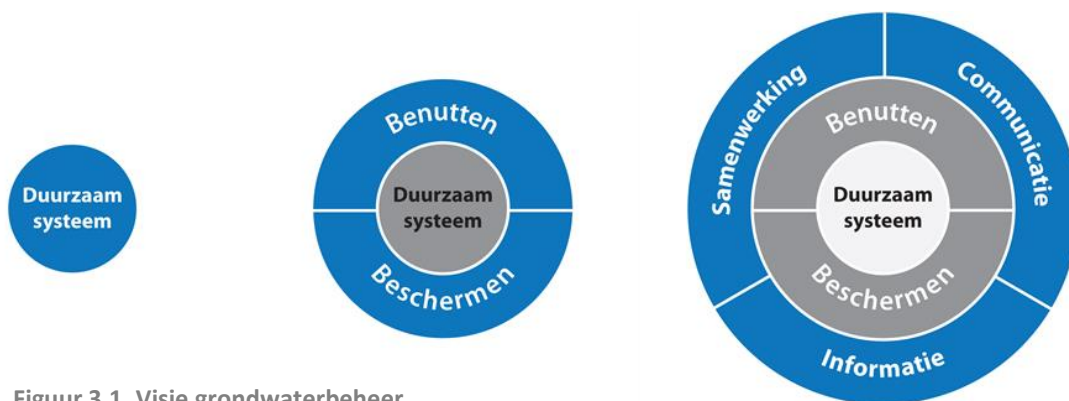 Duurzaam
systeem
Benutten
Duurzaam
systeem
Beschermen
Samenwerking
Communicatie
Benutten
Duurzaam
systeem
Beschermen
Informatie
Figuur 3.1 Visie grondwaterbeheer